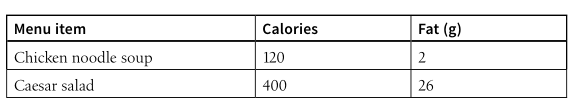 Menu item Calories Fat (g)
Chicken noodle soup 120 2
Caesar salad 400 26